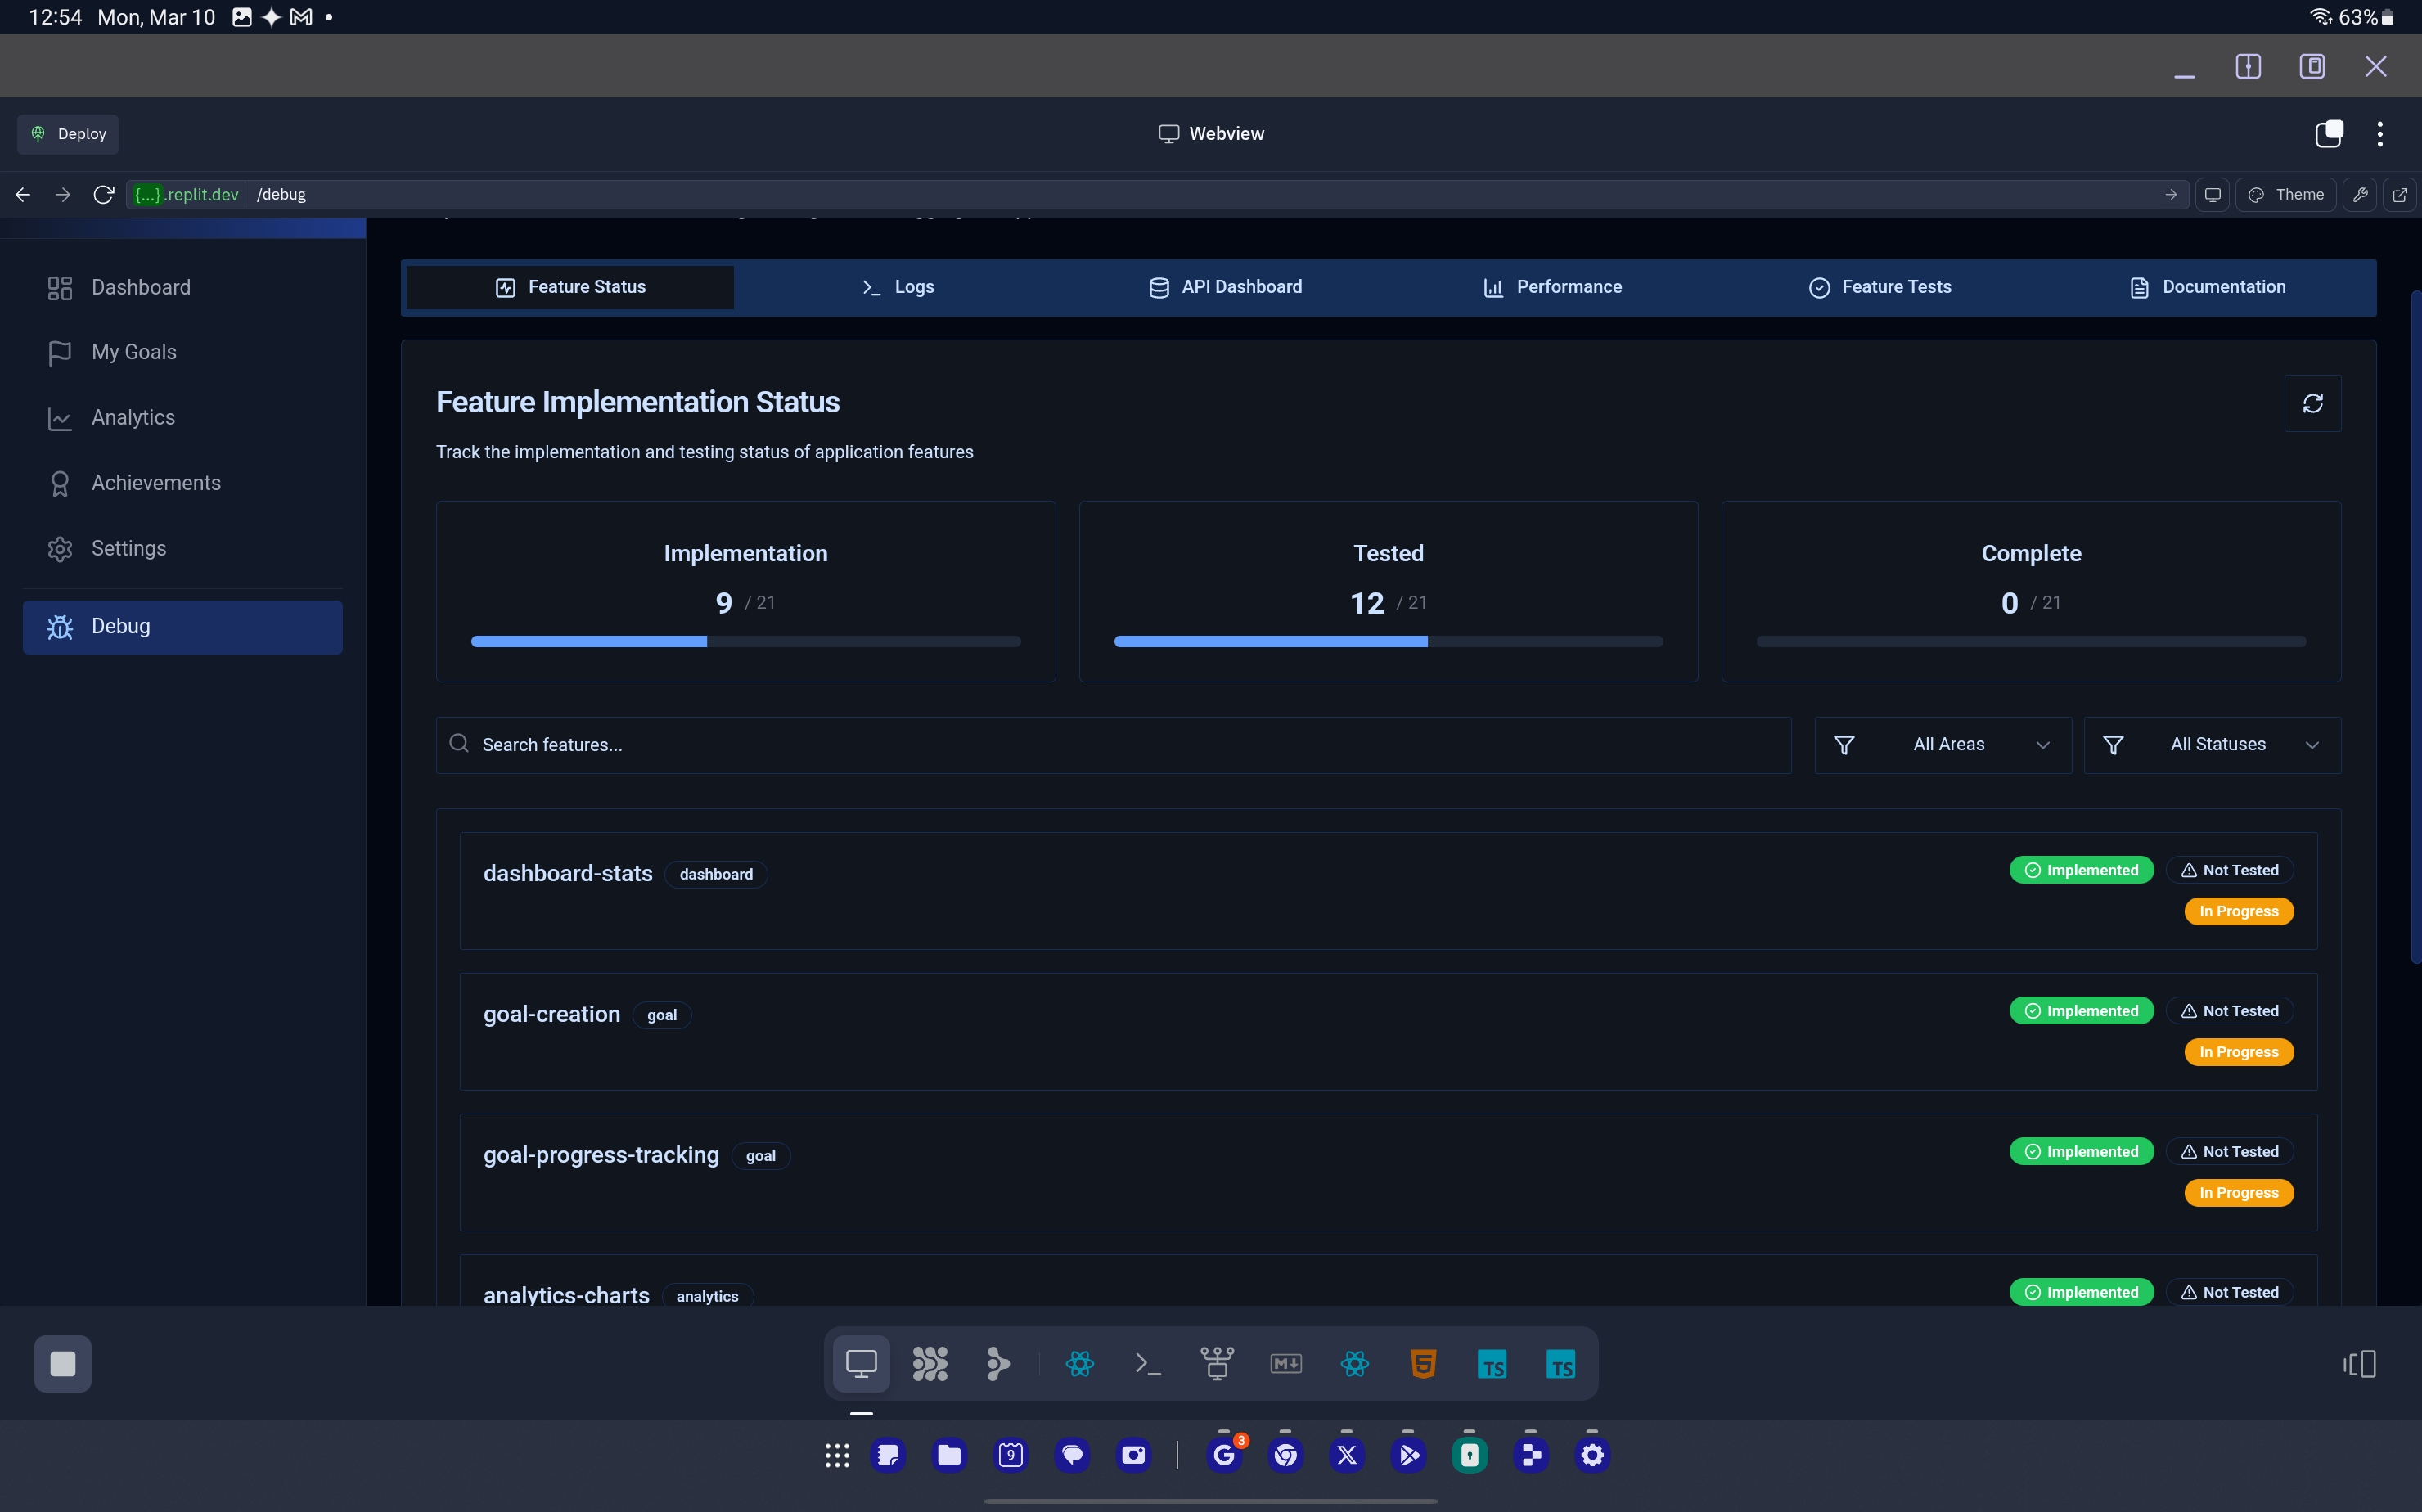 12:54 Mon, Mar 10
63%
Deploy
Webview
{...}.replit.dev /debug
Theme
Dashboard
My Goals
Analytics
Achievements
Settings
Debug
Feature Status
Logs
API Dashboard
Performance
Feature Tests
Documentation
Feature Implementation Status
Track the implementation and testing status of application features
Implementation
9 / 21
Tested
12 / 21
Complete
0 / 21
Search features...
All Areas
All Statuses
dashboard-stats dashboard
Implemented Not Tested
In Progress
goal-creation goal
Implemented Not Tested
In Progress
goal-progress-tracking goal
Implemented Not Tested
In Progress
analytics-charts analytics
Implemented Not Tested
M
5
TS
TS
9
G
3
X